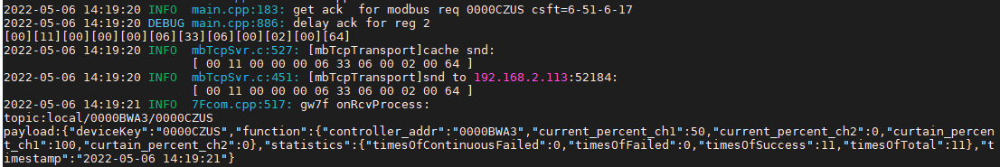 2022-05-06 14:19:20 INFO  main.cpp:183: get ack  for modbus req 0000CZUS csft=6-51-6-17
2022-05-06 14:19:20 DEBUG main.cpp:886: delay ack for reg 2
[00][11][00][00][00][06][33][06][00][02][00][64]
2022-05-06 14:19:20 INFO  mbTcpSvr.c:527: [mbTcpTransport]cache snd:
[ 00 11 00 00 00 06 33 06 00 02 00 64 ]
2022-05-06 14:19:20 INFO  mbTcpSvr.c:451: [mbTcpTransport]snd to 192.168.2.113:52184:
[ 00 11 00 00 00 06 33 06 00 02 00 64 ]
2022-05-06 14:19:21 INFO  7Fcom.cpp:517: gw7f onRcvProcess:
topic:local/0000BWA3/0000CZUS
payload:{"deviceKey":"0000CZUS","function":{"controller_addr":"0000BWA3","current_percent_ch1":50,"current_percent_ch2":0,"curtain_percen
t_ch1":100,"curtain_percent_ch2":0},"statistics":{"timesOfContinuousFailed":0,"timesOfFailed":0,"timesOfSuccess":11,"timesOfTotal":11},"t
imestamp":"2022-05-06 14:19:21"}